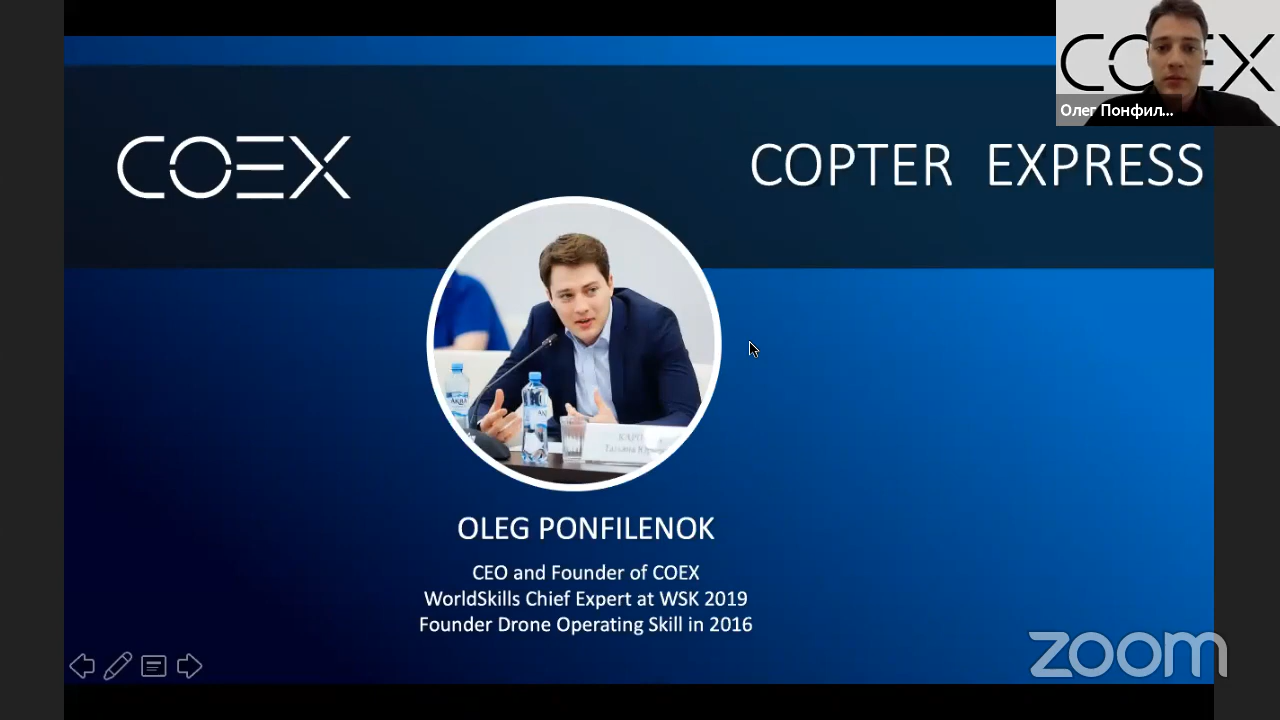 COEX
Олег Понфил...
COEX
COPTER EXPRESS
OLEG PONFILENOK
CEO and Founder of COEX
WorldSkills Chief Expert at WSK 2019
Founder Drone Operating Skill in 2016
zoom